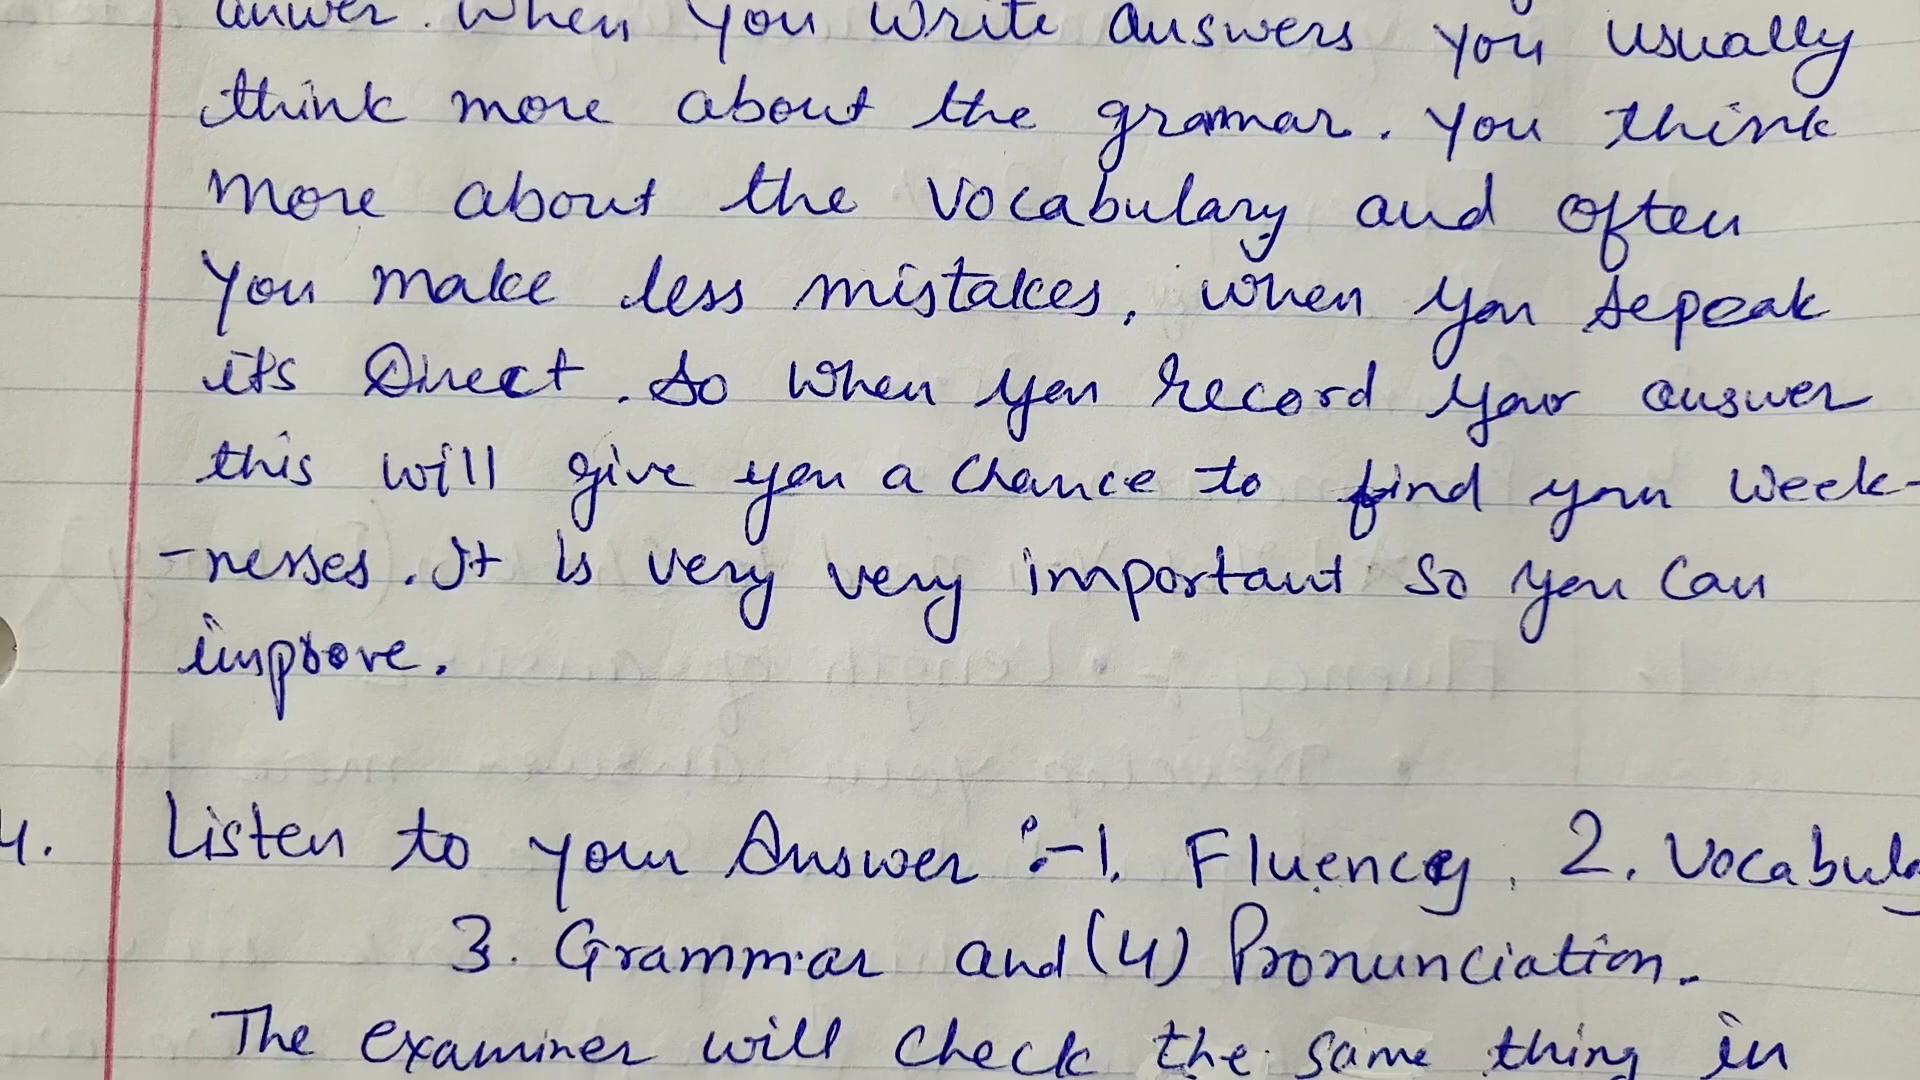 anwer. When you write answers you usually
think more about the grammar. You think
more about the vocabulary and often
you make less mistakes, when you sepeak
its Direct. So when you record your answer
this will give you a chance to find your week-
-nesses. It is very very important so you can
improve.
4. Listen to your Answer :- 1. Fluency, 2. Vocabula
3. Grammar and (4) Pronunciation.
The examiner will check the same thing in